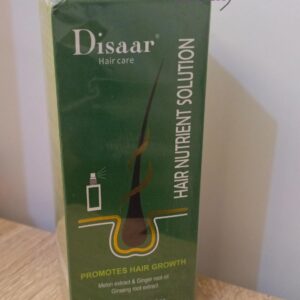 Disaar®
Hair care
HAIR NUTRIENT SOLUTION
PROMOTES HAIR GROWTH
Melon extract & Ginger root oil
Ginseng root extract